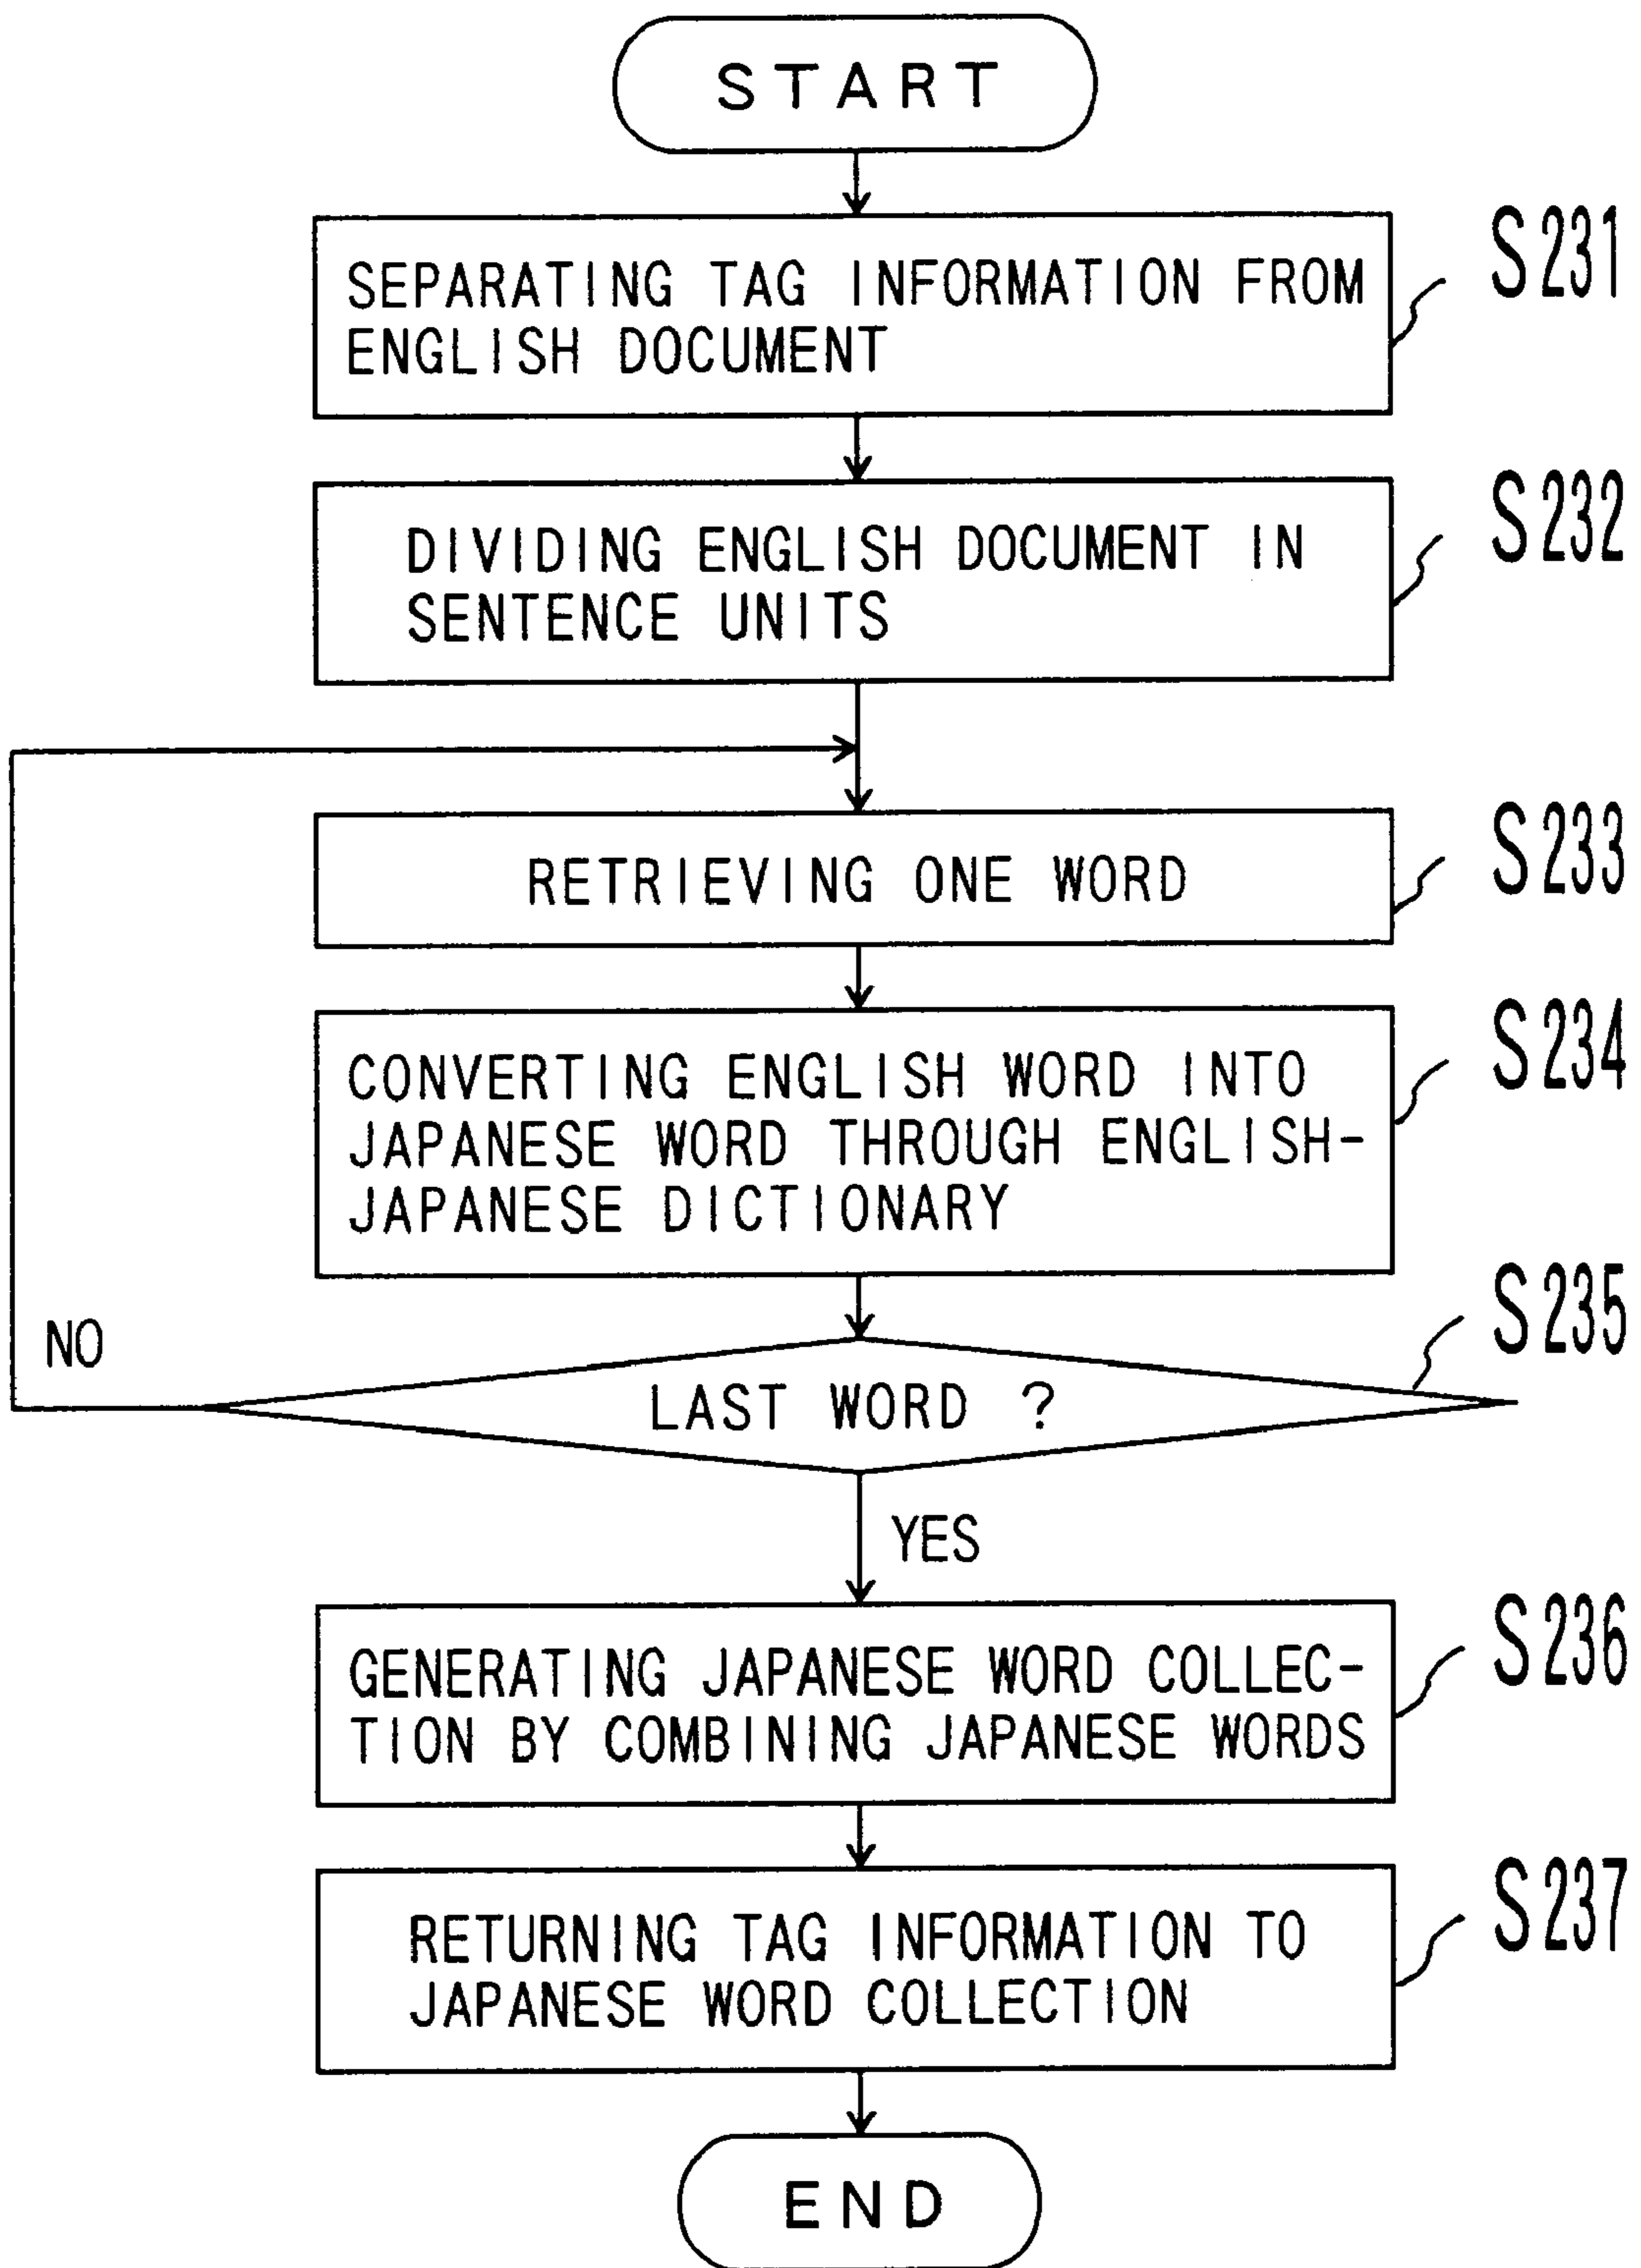 START
SEPARATING TAG INFORMATION FROM
ENGLISH DOCUMENT
S231
DIVIDING ENGLISH DOCUMENT IN
SENTENCE UNITS
S232
RETRIEVING ONE WORD
S233
CONVERTING ENGLISH WORD INTO
JAPANESE WORD THROUGH ENGLISH-
JAPANESE DICTIONARY
S234
LAST WORD ?
S235
NO
YES
GENERATING JAPANESE WORD COLLEC-
TION BY COMBINING JAPANESE WORDS
S236
RETURNING TAG INFORMATION TO
JAPANESE WORD COLLECTION
S237
END